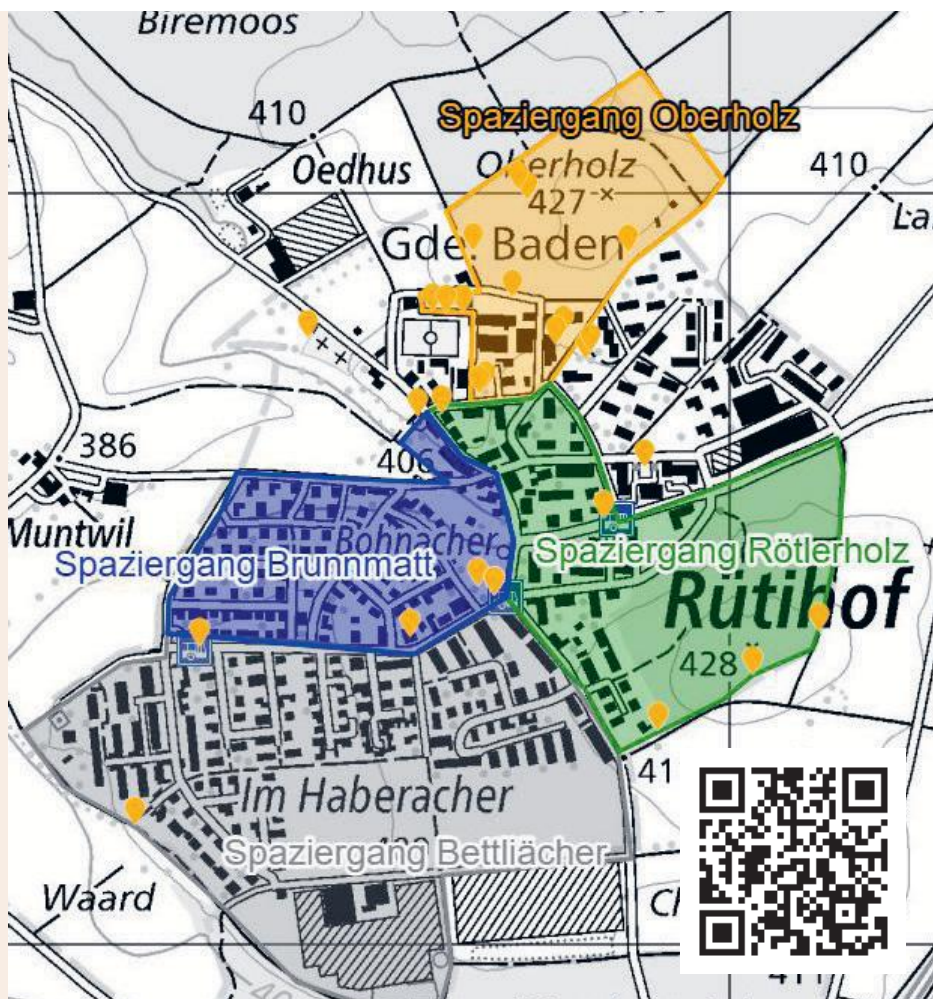 Biremoos
410
Spaziergang Oberholz
Oedhus
Oberholz
410
427
Gde. Baden
386
406
Muntwil
Bohnacher
Spaziergang Brunnmatt
Spaziergang Rötlerholz
Rütihof
428
41
Im Haberacher
Spaziergang Bettliächer
Waard